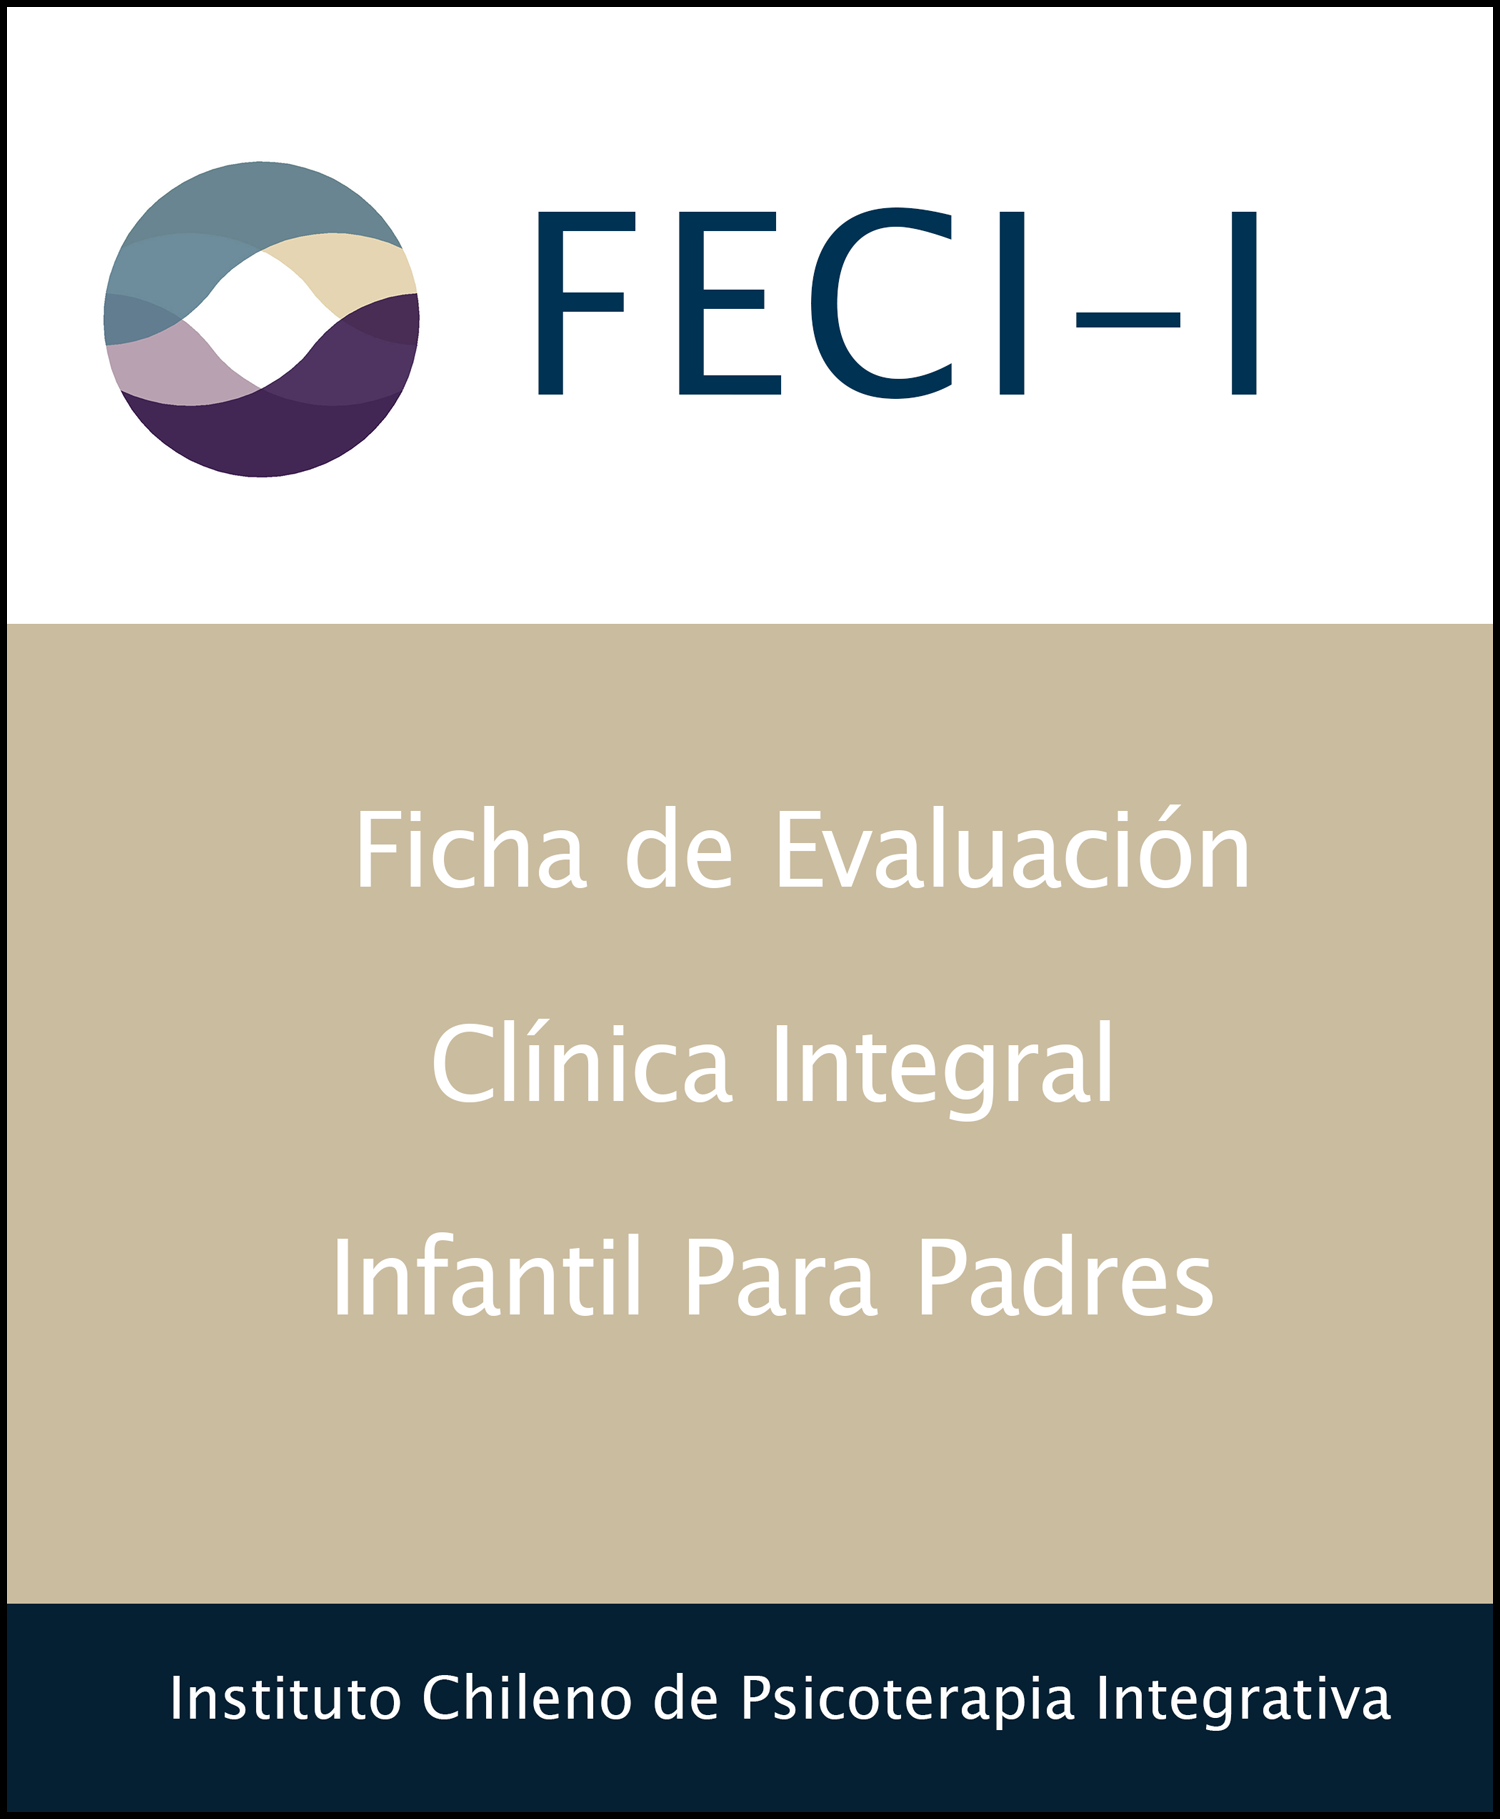 FECI-I
Ficha de Evaluación
Clínica Integral
Infantil Para Padres
Instituto Chileno de Psicoterapia Integrativa